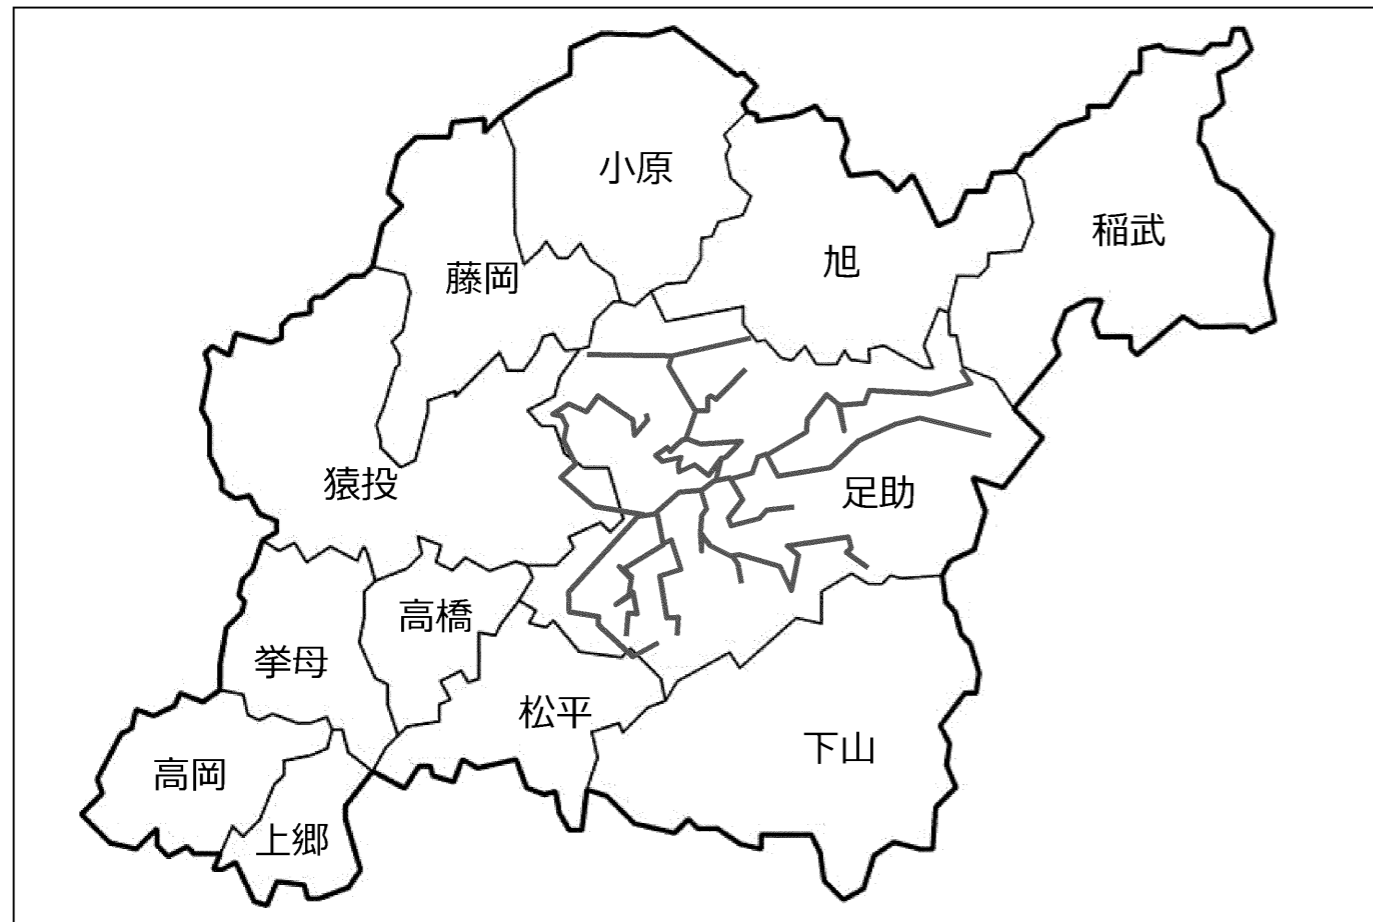 小原
稲武
旭
藤岡
猿投
足助
高橋
挙母
松平
下山
高岡
上郷